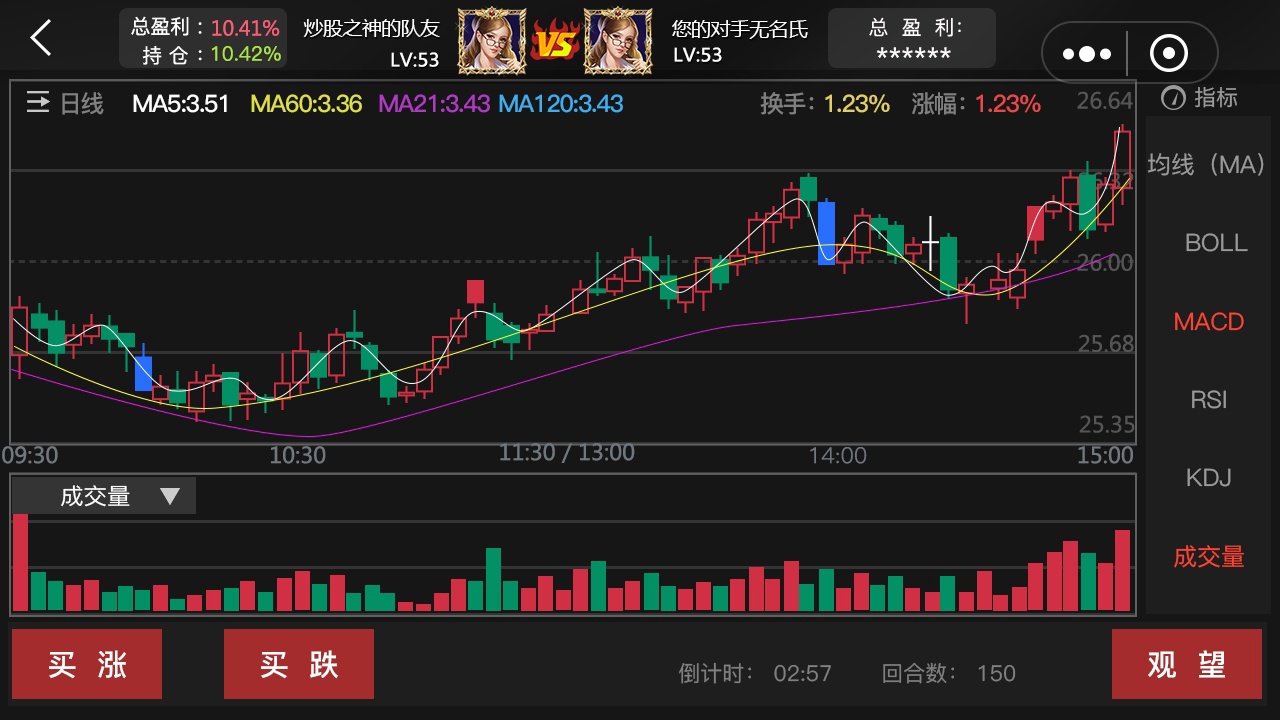 总盈利：10.41%
持 仓：10.42%
炒股之神的队友
LV:53
VS
您的对手无名氏
LV:53
总 盈 利：
******
日线 MA5:3.51 MA60:3.36 MA21:3.43 MA120:3.43 换手：1.23% 涨幅：1.23% 26.64
指标
均线（MA）
26.32
BOLL
26.00
MACD
25.68
RSI
25.35
09:30 10:30 11:30 / 13:00 14:00 15:00
KDJ
成交量
成交量
买 涨
买 跌
倒计时： 02:57 回合数： 150
观 望